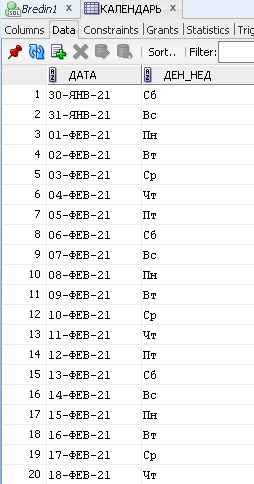 Bredin1 x КАЛЕНДАРЬ x
Columns Data Constraints Grants Statistics Trig
Sort.. Filter:
ДАТА ДЕН_НЕД
1 30-ЯНВ-21 Сб
2 31-ЯНВ-21 Вс
3 01-ФЕВ-21 Пн
4 02-ФЕВ-21 Вт
5 03-ФЕВ-21 Ср
6 04-ФЕВ-21 Чт
7 05-ФЕВ-21 Пт
8 06-ФЕВ-21 Сб
9 07-ФЕВ-21 Вс
10 08-ФЕВ-21 Пн
11 09-ФЕВ-21 Вт
12 10-ФЕВ-21 Ср
13 11-ФЕВ-21 Чт
14 12-ФЕВ-21 Пт
15 13-ФЕВ-21 Сб
16 14-ФЕВ-21 Вс
17 15-ФЕВ-21 Пн
18 16-ФЕВ-21 Вт
19 17-ФЕВ-21 Ср
20 18-ФЕВ-21 Чт